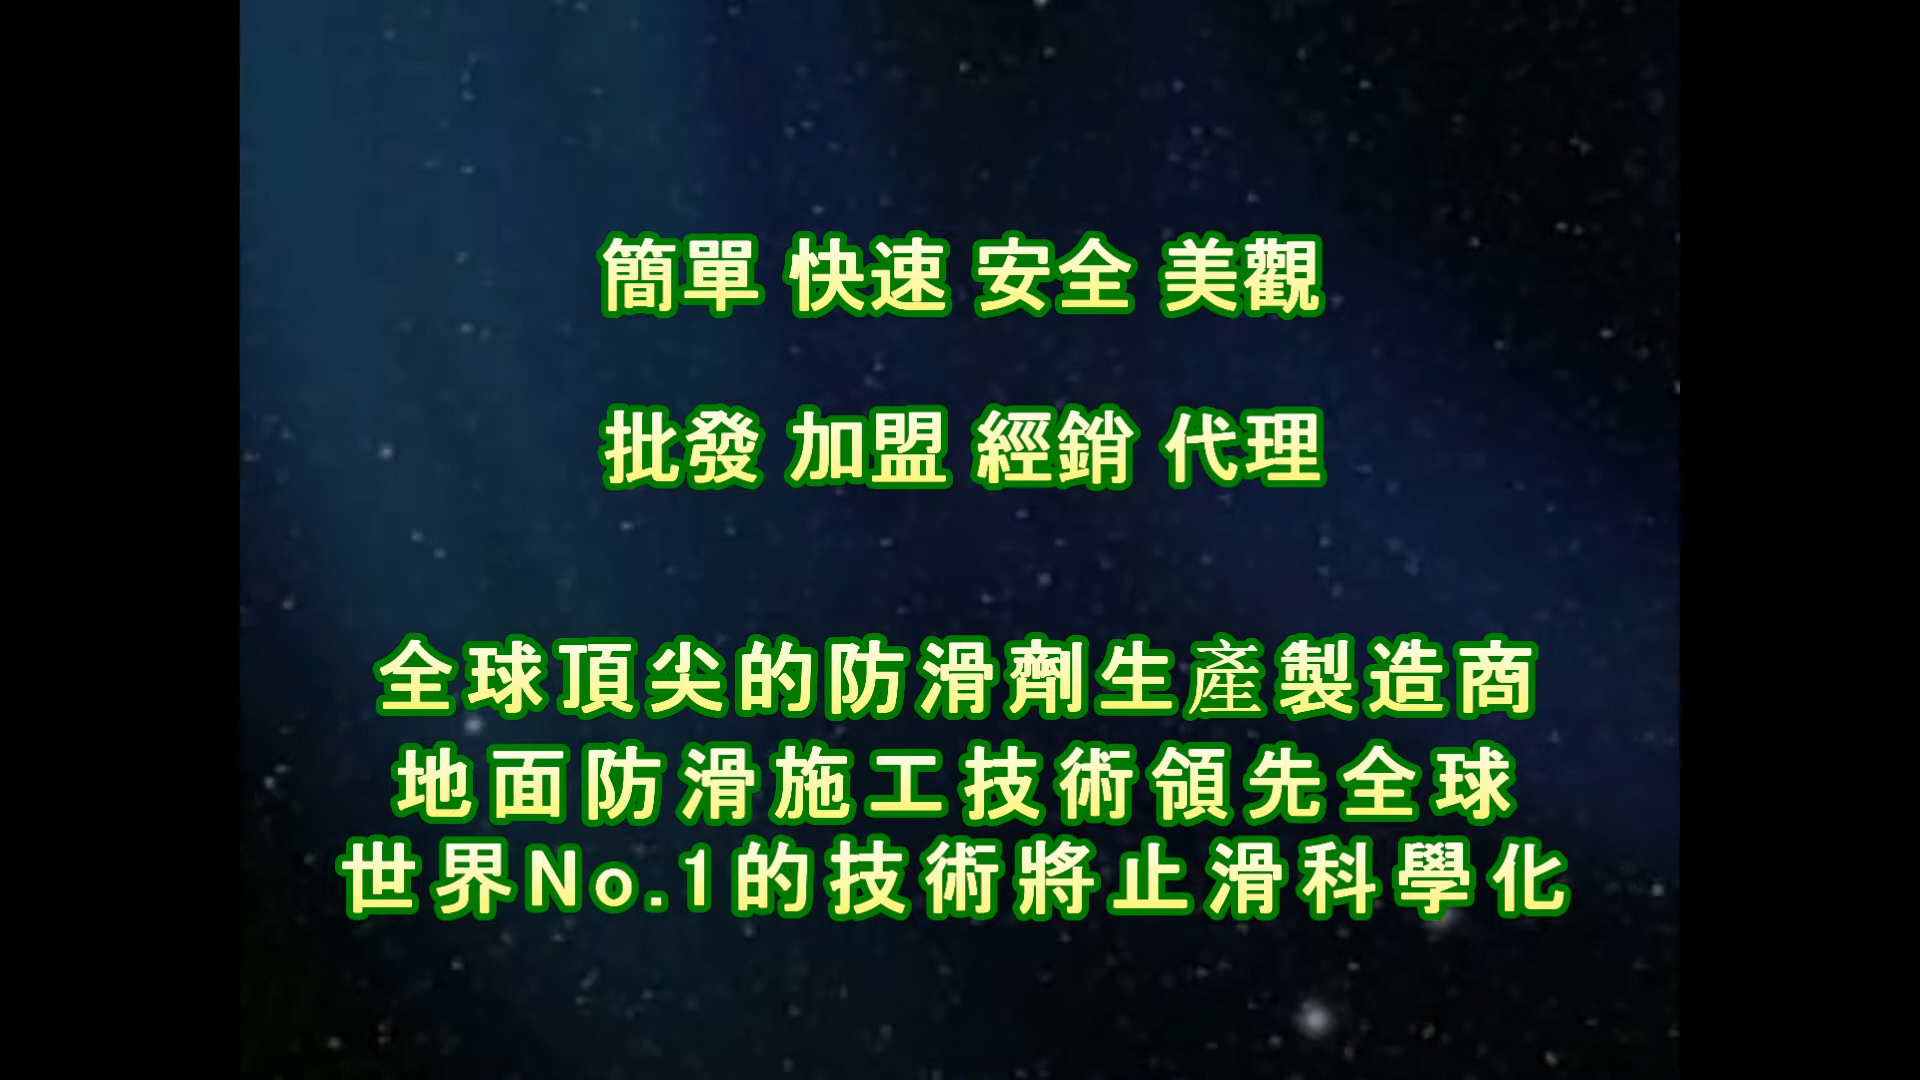 簡單 快速 安全 美觀
批發 加盟 經銷 代理
全球頂尖的防滑劑生產製造商
地面防滑施工技術領先全球
世界No.1的技術將止滑科學化